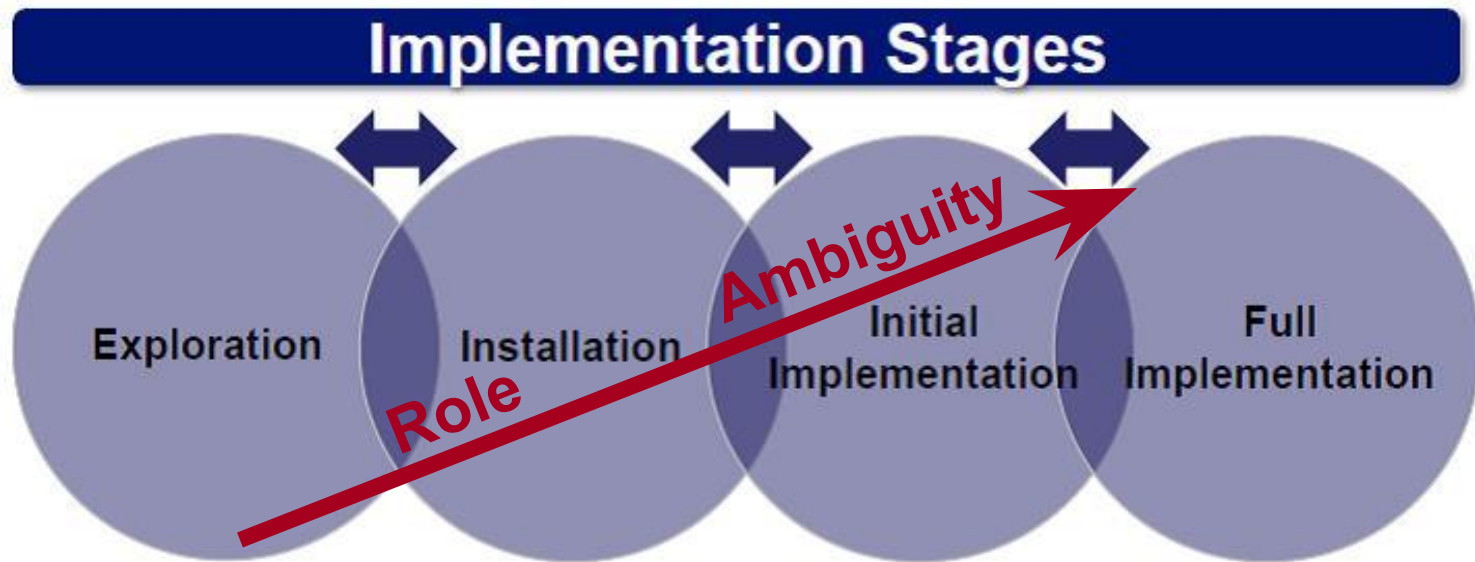 Implementation Stages
Exploration
Installation
Initial
Implementation
Full
Implementation
Role Ambiguity